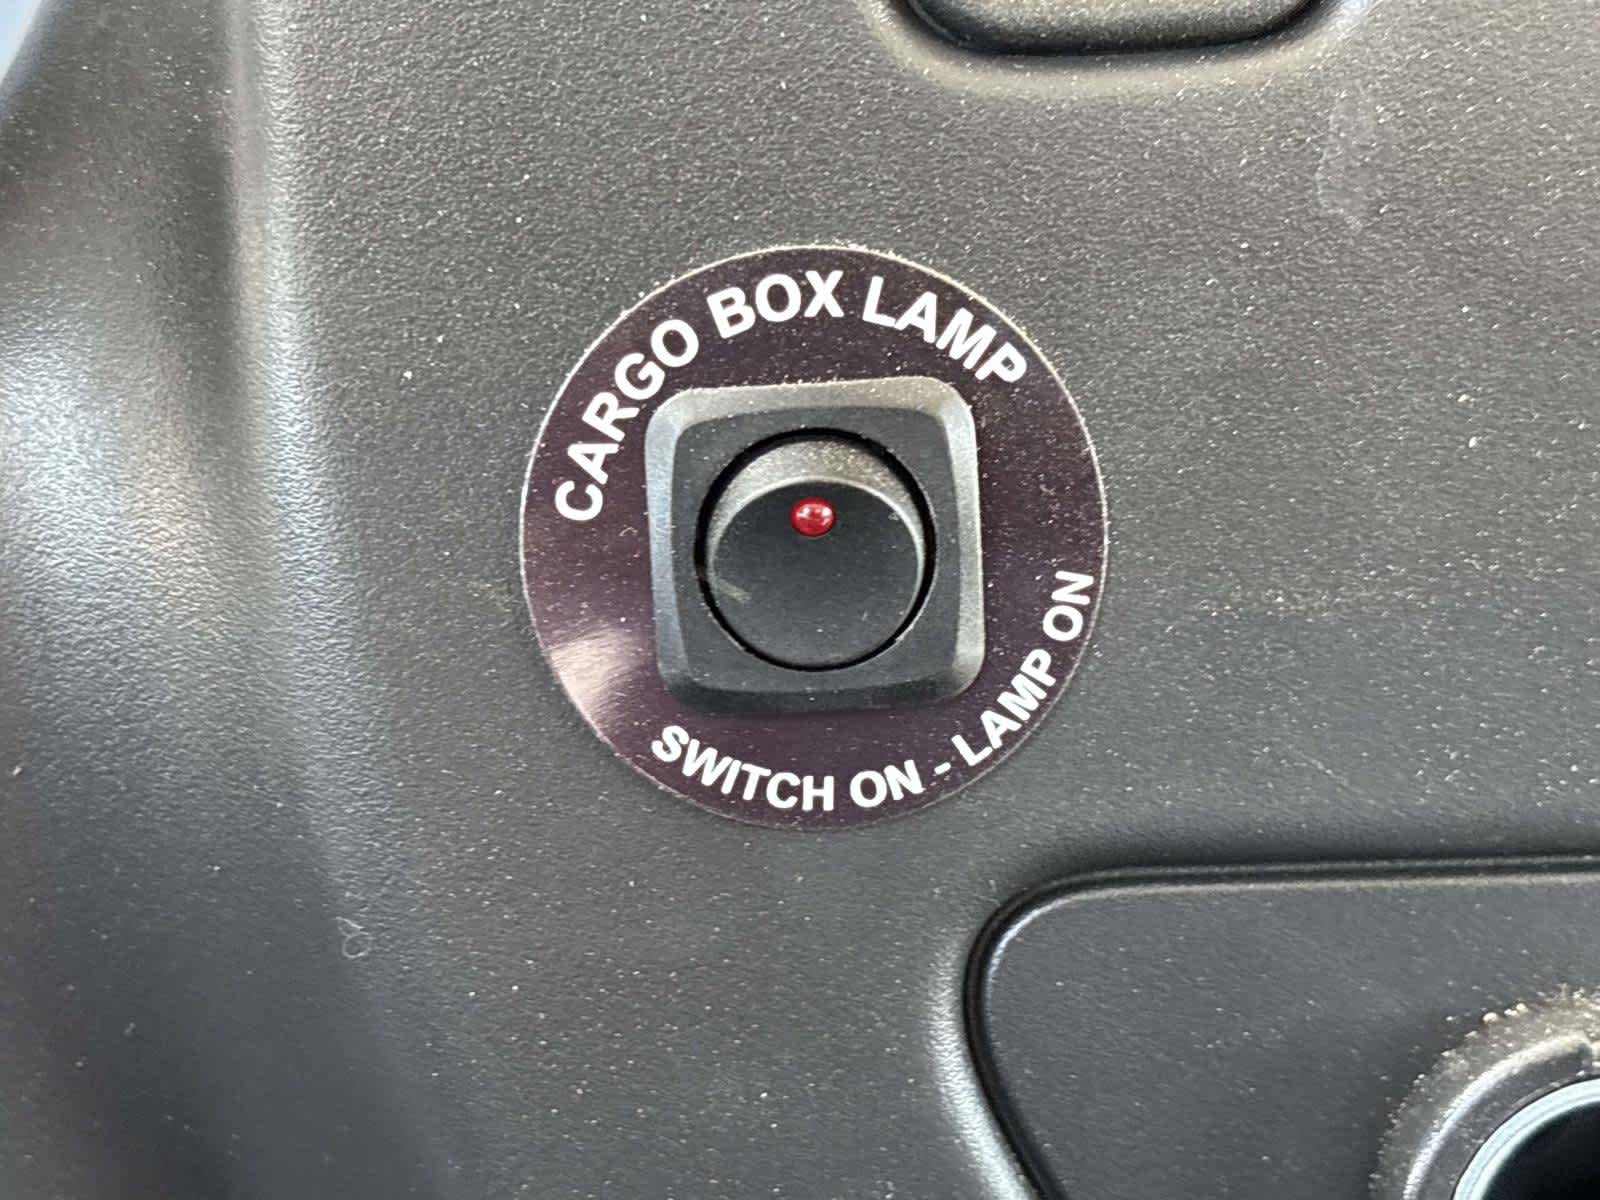 CARGO BOX LAMP
SWITCH ON - LAMP ON